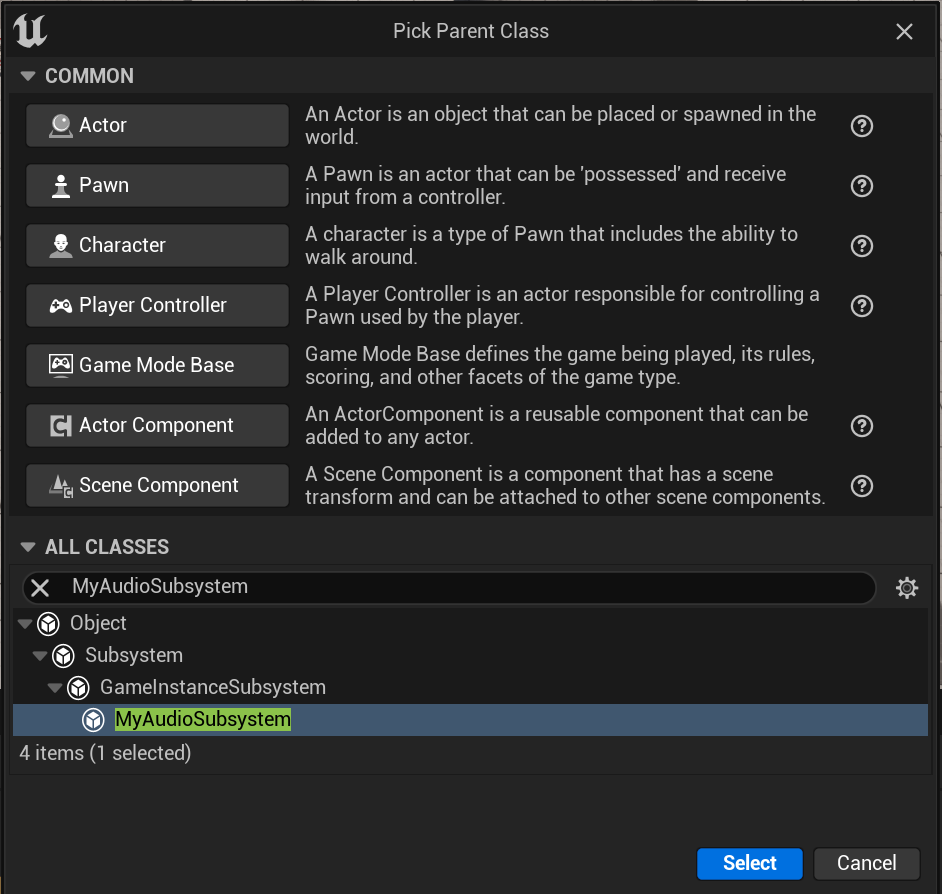 Pick Parent Class
COMMON
Actor
An Actor is an object that can be placed or spawned in the
world.
Pawn
A Pawn is an actor that can be 'possessed' and receive
input from a controller.
Character
A character is a type of Pawn that includes the ability to
walk around.
Player Controller
A Player Controller is an actor responsible for controlling a
Pawn used by the player.
Game Mode Base
Game Mode Base defines the game being played, its rules,
scoring, and other facets of the game type.
Actor Component
An ActorComponent is a reusable component that can be
added to any actor.
Scene Component
A Scene Component is a component that has a scene
transform and can be attached to other scene components.
ALL CLASSES
MyAudioSubsystem
Object
Subsystem
GameInstanceSubsystem
MyAudioSubsystem
4 items (1 selected)
Select
Cancel